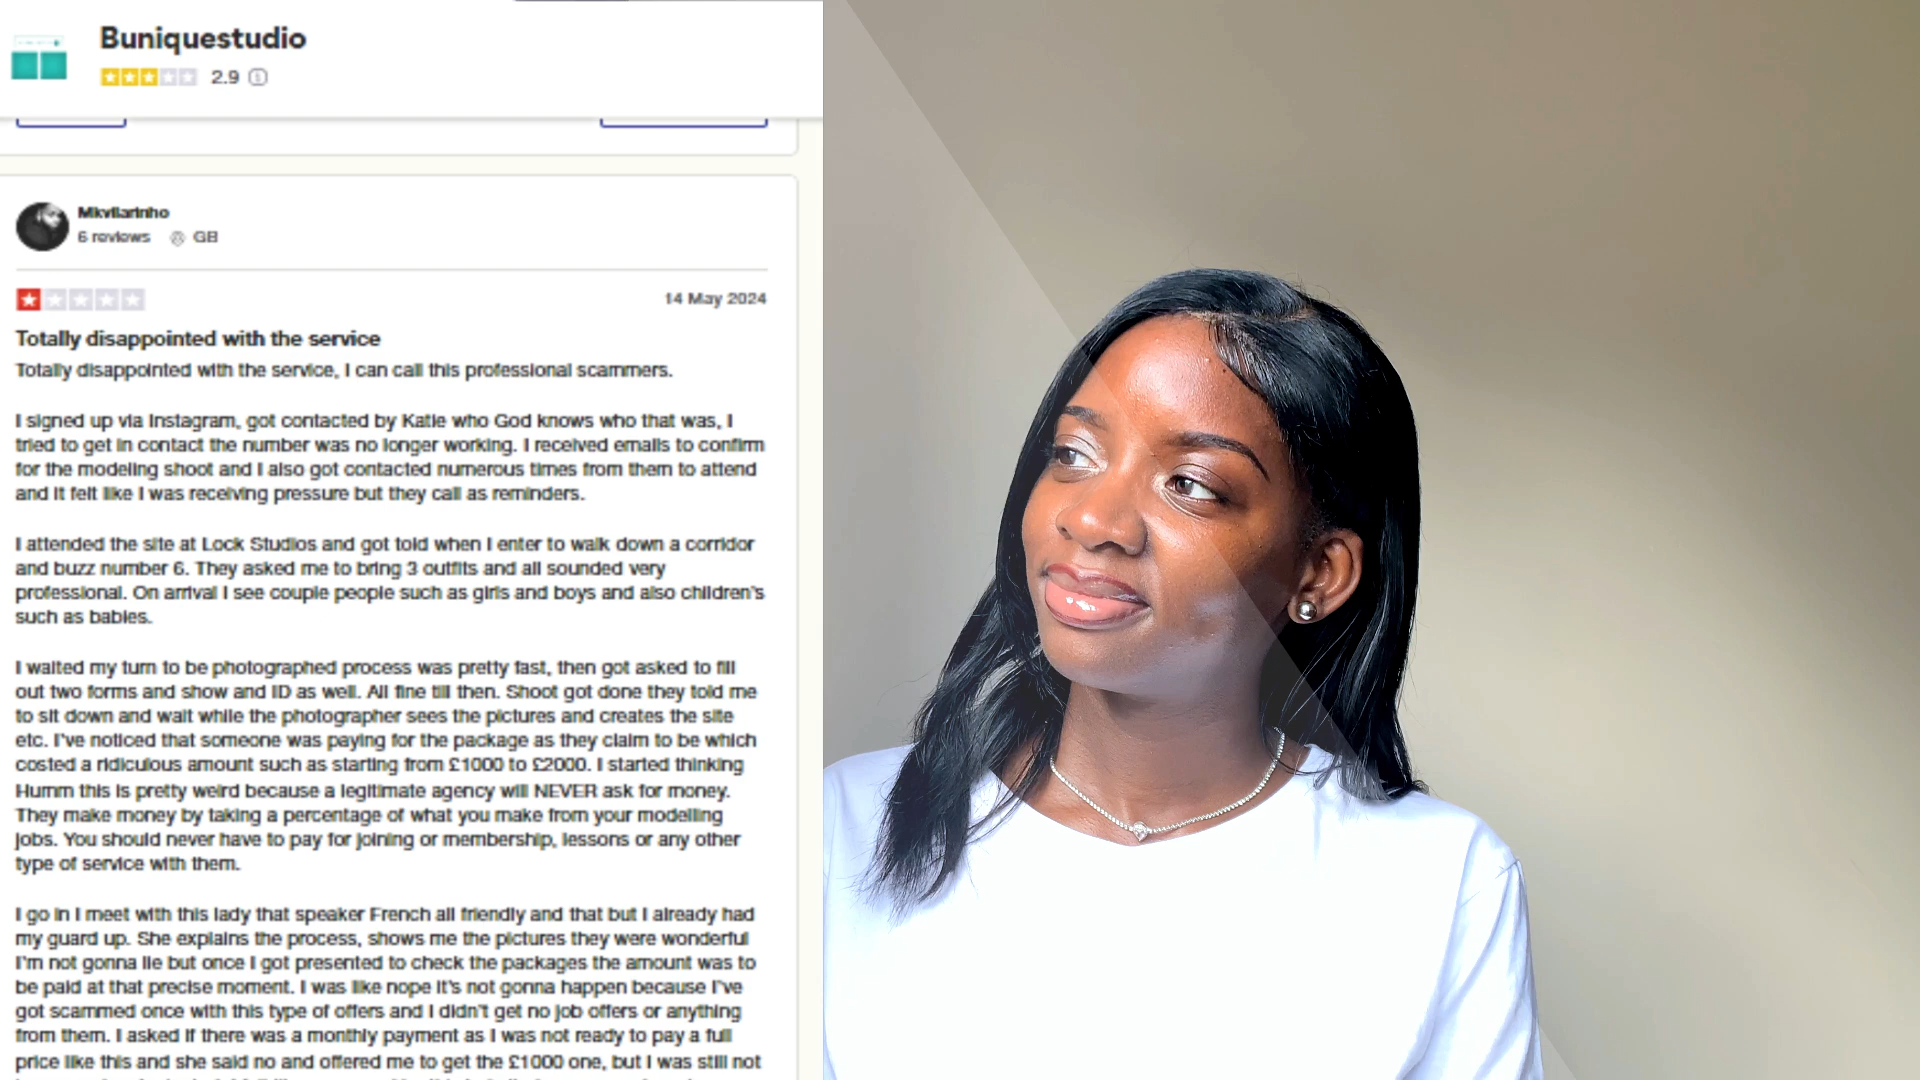 Buniquestudio
2.9
Mkvilarinho
6 reviews GB
14 May 2024
Totally disappointed with the service
Totally disappointed with the service, I can call this professional scammers.
I signed up via Instagram, got contacted by Katie who God knows who that was, I
tried to get in contact the number was no longer working. I received emails to confirm
for the modeling shoot and I also got contacted numerous times from them to attend
and it felt like I was receiving pressure but they call as reminders.
I attended the site at Lock Studios and got told when I enter to walk down a corridor
and buzz number 6. They asked me to bring 3 outfits and all sounded very
professional. On arrival I see couple people such as girls and boys and also children's
such as babies.
I waited my turn to be photographed process was pretty fast, then got asked to fill
out two forms and show and ID as well. All fine till then. Shoot got done they told me
to sit down and wait while the photographer sees the pictures and creates the site
etc. I've noticed that someone was paying for the package as they claim to be which
costed a ridiculous amount such as starting from £1000 to £2000. I started thinking
Humm this is pretty weird because a legitimate agency will NEVER ask for money.
They make money by taking a percentage of what you make from your modelling
jobs. You should never have to pay for joining or membership, lessons or any other
type of service with them.
I go in I meet with this lady that speaker French all friendly and that but I already had
my guard up. She explains the process, shows me the pictures they were wonderful
I'm not gonna lie but once I got presented to check the packages the amount was to
be paid at that precise moment. I was like nope it's not gonna happen because I've
got scammed once with this type of offers and I didn't get no job offers or anything
from them. I asked if there was a monthly payment as I was not ready to pay a full
price like this and she said no and offered me to get the £1000 one, but I was still not